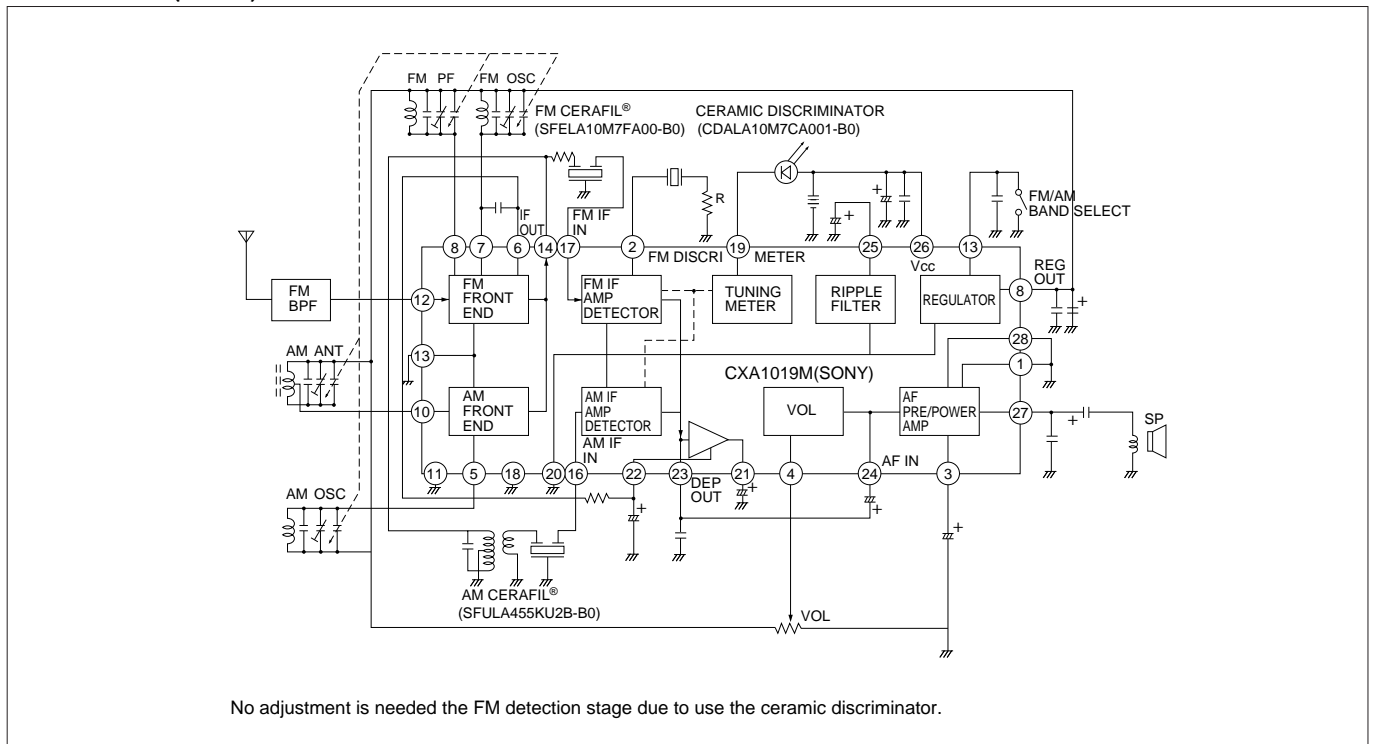 FM PF FM OSC
FM CERAFIL®
(SFELA10M7FA00-B0)
CERAMIC DISCRIMINATOR
(CDALA10M7CA001-B0)
R
IF
OUT
FM IF
IN
FM/AM
BAND SELECT
8 7 6 14 17 2 19 25 26 13
FM DISCRI METER
Vcc
REG
OUT
8
FM
BPF
12
FM
FRONT
END
FM IF
AMP
DETECTOR
TUNING
METER
RIPPLE
FILTER
REGULATOR
13
28
1
AM ANT
CXA1019M(SONY)
10
AM
FRONT
END
AM IF
AMP
DETECTOR
VOL
AF
PRE/POWER
AMP
27
SP
AM IF
IN
11 5 18 20 16 22 23 21 4 24 3
DEP
OUT
AF IN
AM OSC
AM CERAFIL®
(SFULA455KU2B-B0)
VOL
No adjustment is needed the FM detection stage due to use the ceramic discriminator.